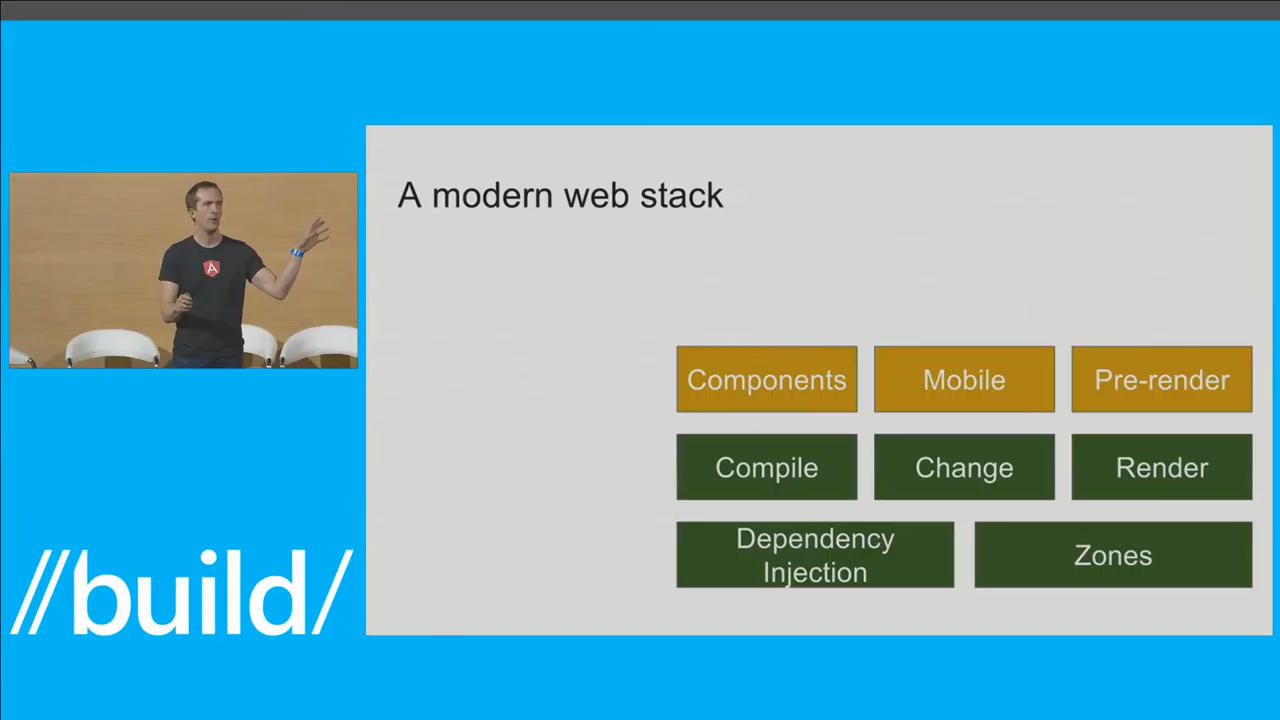 A modern web stack
Components
Mobile
Pre-render
Compile
Change
Render
Dependency
Injection
Zones
//build/
A